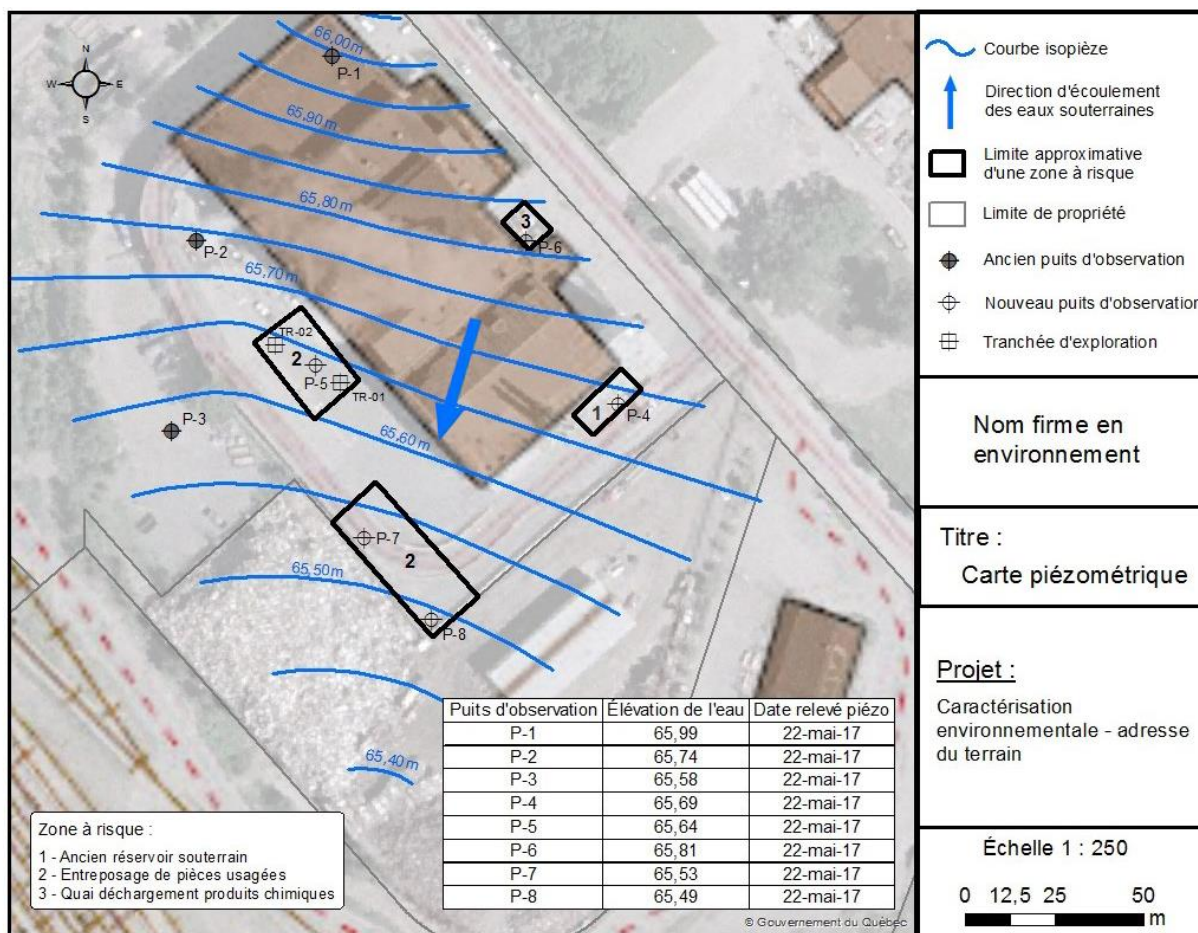 N
W E
S
66,00m
P-1
65,90m
65,80m
3
P-6
P-2
65,70m
TR-02
2
P-5
TR-01
1
P-4
P-3
65,60m
P-7
2
65,50m
P-8
65,40m
Puits d'observation Élévation de l'eau Date relevé piézo
P-1 65,99 22-mai-17
P-2 65,74 22-mai-17
P-3 65,58 22-mai-17
P-4 65,69 22-mai-17
P-5 65,64 22-mai-17
P-6 65,81 22-mai-17
P-7 65,53 22-mai-17
P-8 65,49 22-mai-17
Zone à risque :
1 - Ancien réservoir souterrain
2 - Entreposage de pièces usagées
3 - Quai déchargement produits chimiques
© Gouvernement du Québec
Courbe isopièze
Direction d'écoulement
des eaux souterraines
Limite approximative
d'une zone à risque
Limite de propriété
Ancien puits d'observation
Nouveau puits d'observation
Tranchée d'exploration
Nom firme en
environnement
Titre :
Carte piézométrique
Projet :
Caractérisation
environnementale - adresse
du terrain
Échelle 1 : 250
0 12,5 25 50
m